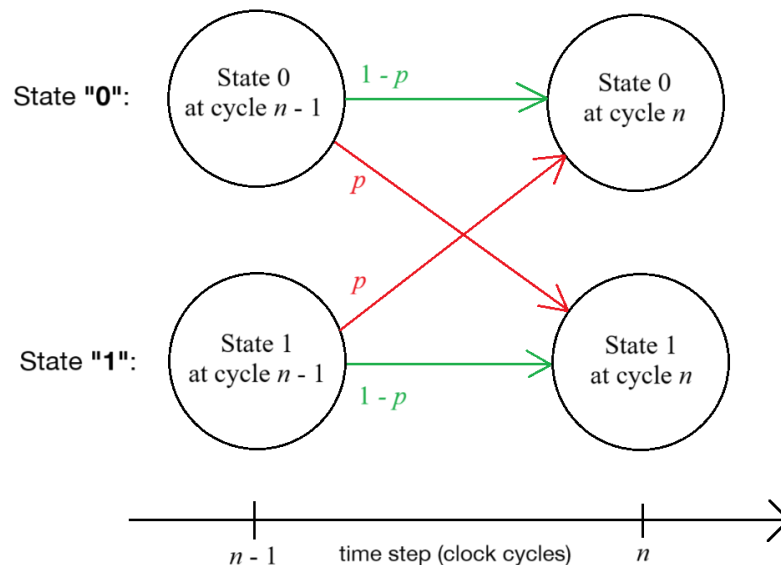 State "0":
State 0
at cycle n - 1
1 - p
State 0
at cycle n
p
p
State "1":
State 1
at cycle n - 1
1 - p
State 1
at cycle n
n - 1
time step (clock cycles)
n